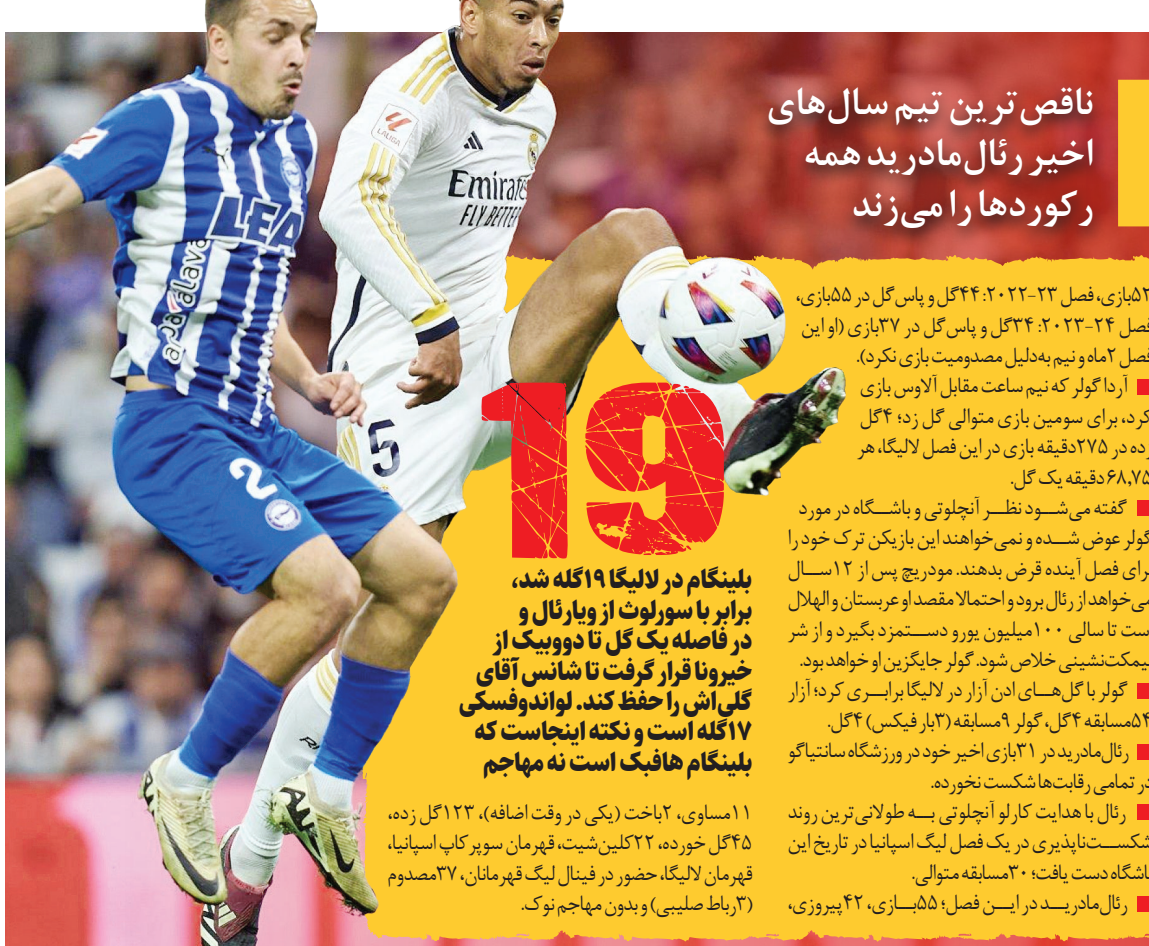 ناقص‌ترین تیم سال‌های
اخیر رئال‌مادرید همه
رکوردها را می‌زند
۵۲بازی، فصل ۲۳-۲۰۲۲: ۴۴گل و پاس گل در ۵۵بازی،
فصل ۲۴-۲۰۲۳: ۳۴گل و پاس گل در ۳۷بازی (او این
فصل ۲ماه و نیم به‌دلیل مصدومیت بازی نکرد).
■ آردا گولر که نیم ساعت مقابل آلاوس بازی
کرد، برای سومین بازی متوالی گل زد؛ ۴گل
زده در ۲۷۵دقیقه بازی در این فصل لالیگا، هر
۶۸,۷۵دقیقه یک گل.
■ گفته می‌شود نظر آنچلوتی و باشگاه در مورد
گولر عوض شده و نمی‌خواهند این بازیکن ترک خود را
برای فصل آینده قرض بدهند. مودریچ پس از ۱۲سال
می‌خواهد از رئال برود و احتمالا مقصد او عربستان و الهلال
است تا سالی ۱۰۰میلیون یورو دستمزد بگیرد و از شر
نیمکت‌نشینی خلاص شود. گولر جایگزین او خواهد بود.
■ گولر با گل‌های ادن آزار در لالیگا برابری کرد؛ آزار
۵۴مسابقه ۴گل، گولر ۹مسابقه (۳بار فیکس) ۴گل.
■ رئال‌مادرید در ۳۱بازی اخیر خود در ورزشگاه سانتیاگو
در تمامی رقابت‌ها شکست نخورده.
■ رئال با هدایت کارلو آنچلوتی به طولانی‌ترین روند
شکست‌ناپذیری در یک فصل لیگ اسپانیا در تاریخ این
باشگاه دست یافت؛ ۳۰مسابقه متوالی.
■ رئال‌مادرید در این فصل؛ ۵۵بازی، ۴۲پیروزی،
19
بلینگام در لالیگا ۱۹گله شد،
برابر با سورلوث از ویارئال و
در فاصله یک گل تا دووبیک از
خیرونا قرار گرفت تا شانس آقای
گلی‌اش را حفظ کند. لواندوفسکی
۱۷گله است و نکته اینجاست که
بلینگام هافبک است نه مهاجم
۱۱مساوی، ۲باخت (یکی در وقت اضافه)، ۱۲۳گل زده،
۴۵گل خورده، ۲۲کلین‌شیت، قهرمان سوپر کاپ اسپانیا،
قهرمان لالیگا، حضور در فینال لیگ قهرمانان، ۳۷مصدوم
(۳رباط صلیبی) و بدون مهاجم نوک.
LALIGA
Emirates
FLY BETTER
5
LEA
araba álava
2